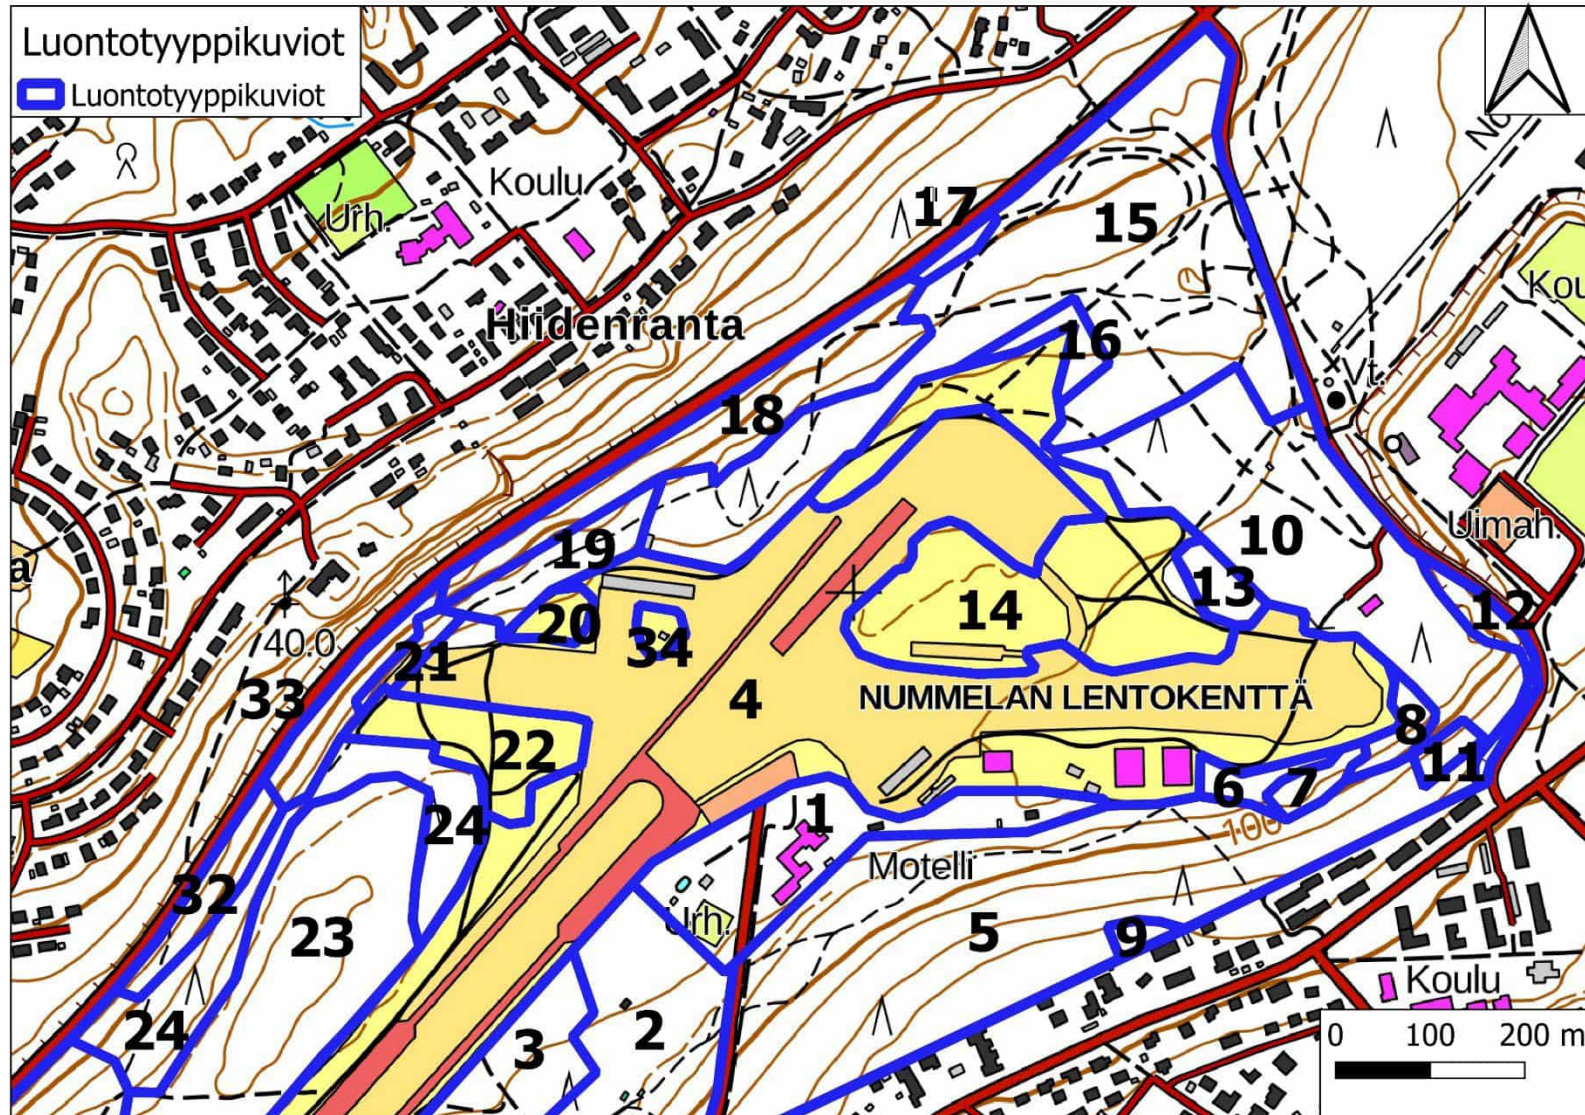 Luontotyyppikuviot
Luontotyyppikuviot
Koulu
Urh.
17
15
Kou
Hiidenranta
16
Vt.
18
10
Uimah.
19
13
20
14
12
34
40.0
21
33
4
NUMMELAN LENTOKENTTÄ
8
22
11
6
7
24
1
100
Motelli
32
Urh.
23
5
9
Koulu
24
2
3
0 100 200 m